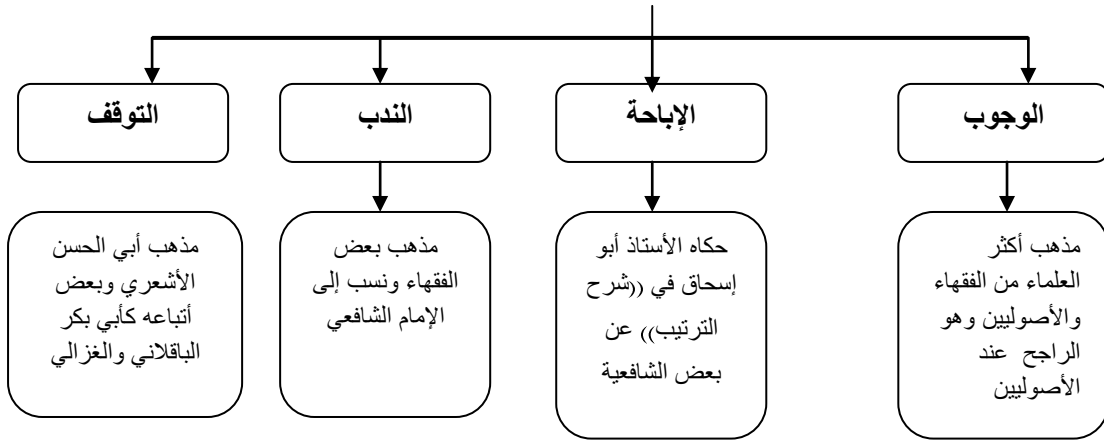 الوجوب
الإباحة
الندب
التوقف
مذهب أكثر
العلماء من الفقهاء
والأصوليين وهو
الراجح عند
الأصوليين
حكاه الأستاذ أبو
إسحاق في ((شرح
الترتيب)) عن
بعض الشافعية
مذهب بعض
الفقهاء ونسب إلى
الإمام الشافعي
مذهب أبي الحسن
الأشعري وبعض
أتباعه كأبي بكر
الباقلاني والغزالي